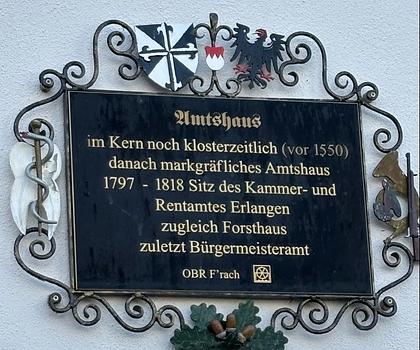 Amtshaus
im Kern noch klosterzeitlich (vor 1550)
danach markgräfliches Amtshaus
1797 - 1818 Sitz des Kammer- und
Rentamtes Erlangen
zugleich Forsthaus
zuletzt Bürgermeisteramt
OBR F'rach